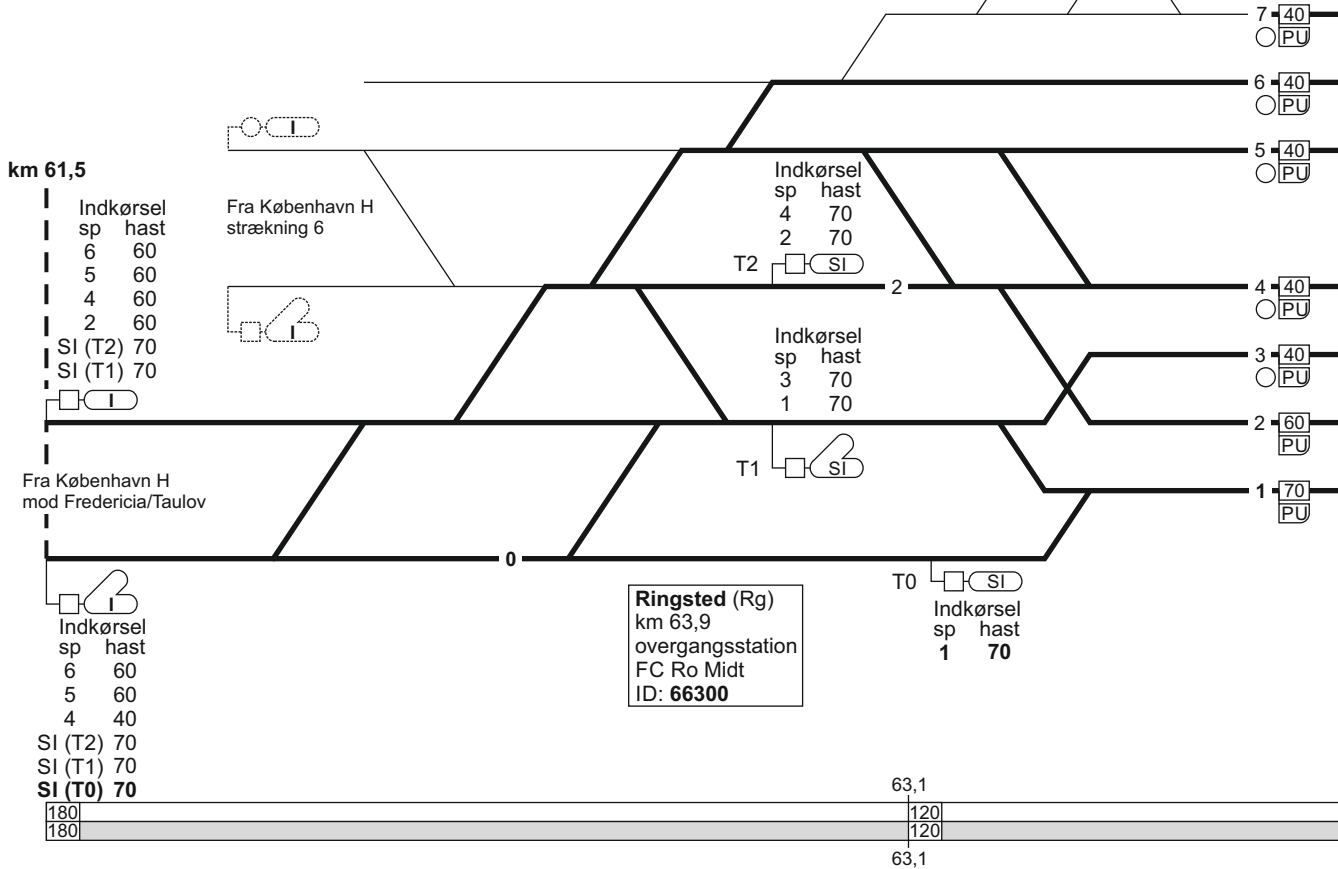 7 40
PU
6 40
PU
5 40
PU
I
km 61,5
Indkørsel
sp hast
6 60
5 60
4 60
2 60
SI (T2) 70
SI (T1) 70
I
Fra København H
strækning 6
I
Indkørsel
sp hast
4 70
2 70
T2 SI
2
4 40
PU
Indkørsel
sp hast
3 70
1 70
T1 SI
3 40
PU
2 60
PU
1 70
PU
Fra København H
mod Fredericia/Taulov
0
I
Indkørsel
sp hast
6 60
5 60
4 40
SI (T2) 70
SI (T1) 70
SI (T0) 70
Ringsted (Rg)
km 63,9
overgangsstation
FC Ro Midt
ID: 66300
T0 SI
Indkørsel
sp hast
1 70
63,1
180 120
180 120
63,1